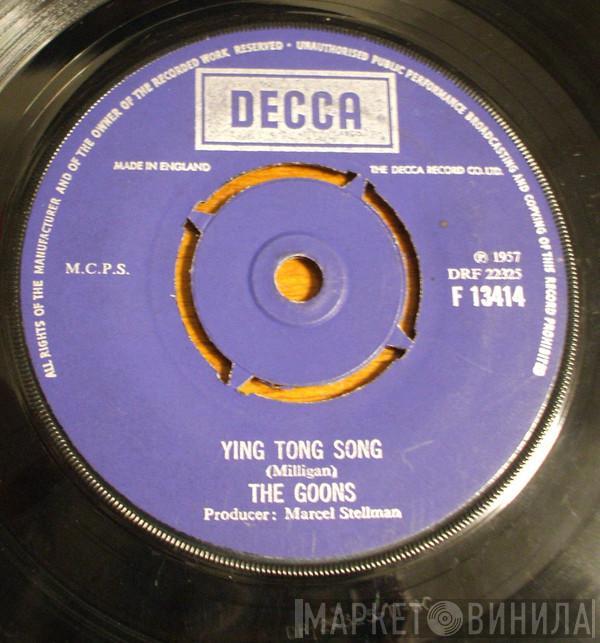 ALL RIGHTS OF THE MANUFACTURER AND OF THE OWNER OF THE RECORDED WORK RESERVED • UNAUTHORISED PUBLIC PERFORMANCE BROADCASTING AND COPYING OF THIS RECORD PROHIBITED
DECCA
MADE IN ENGLAND
THE DECCA RECORD CO. LTD.
M.C.P.S.
℗ 1957
DRF 22325
F 13414
YING TONG SONG
(Milligan)
THE GOONS
Producer: Marcel Stellman
МАРКЕТ ВИНИЛА